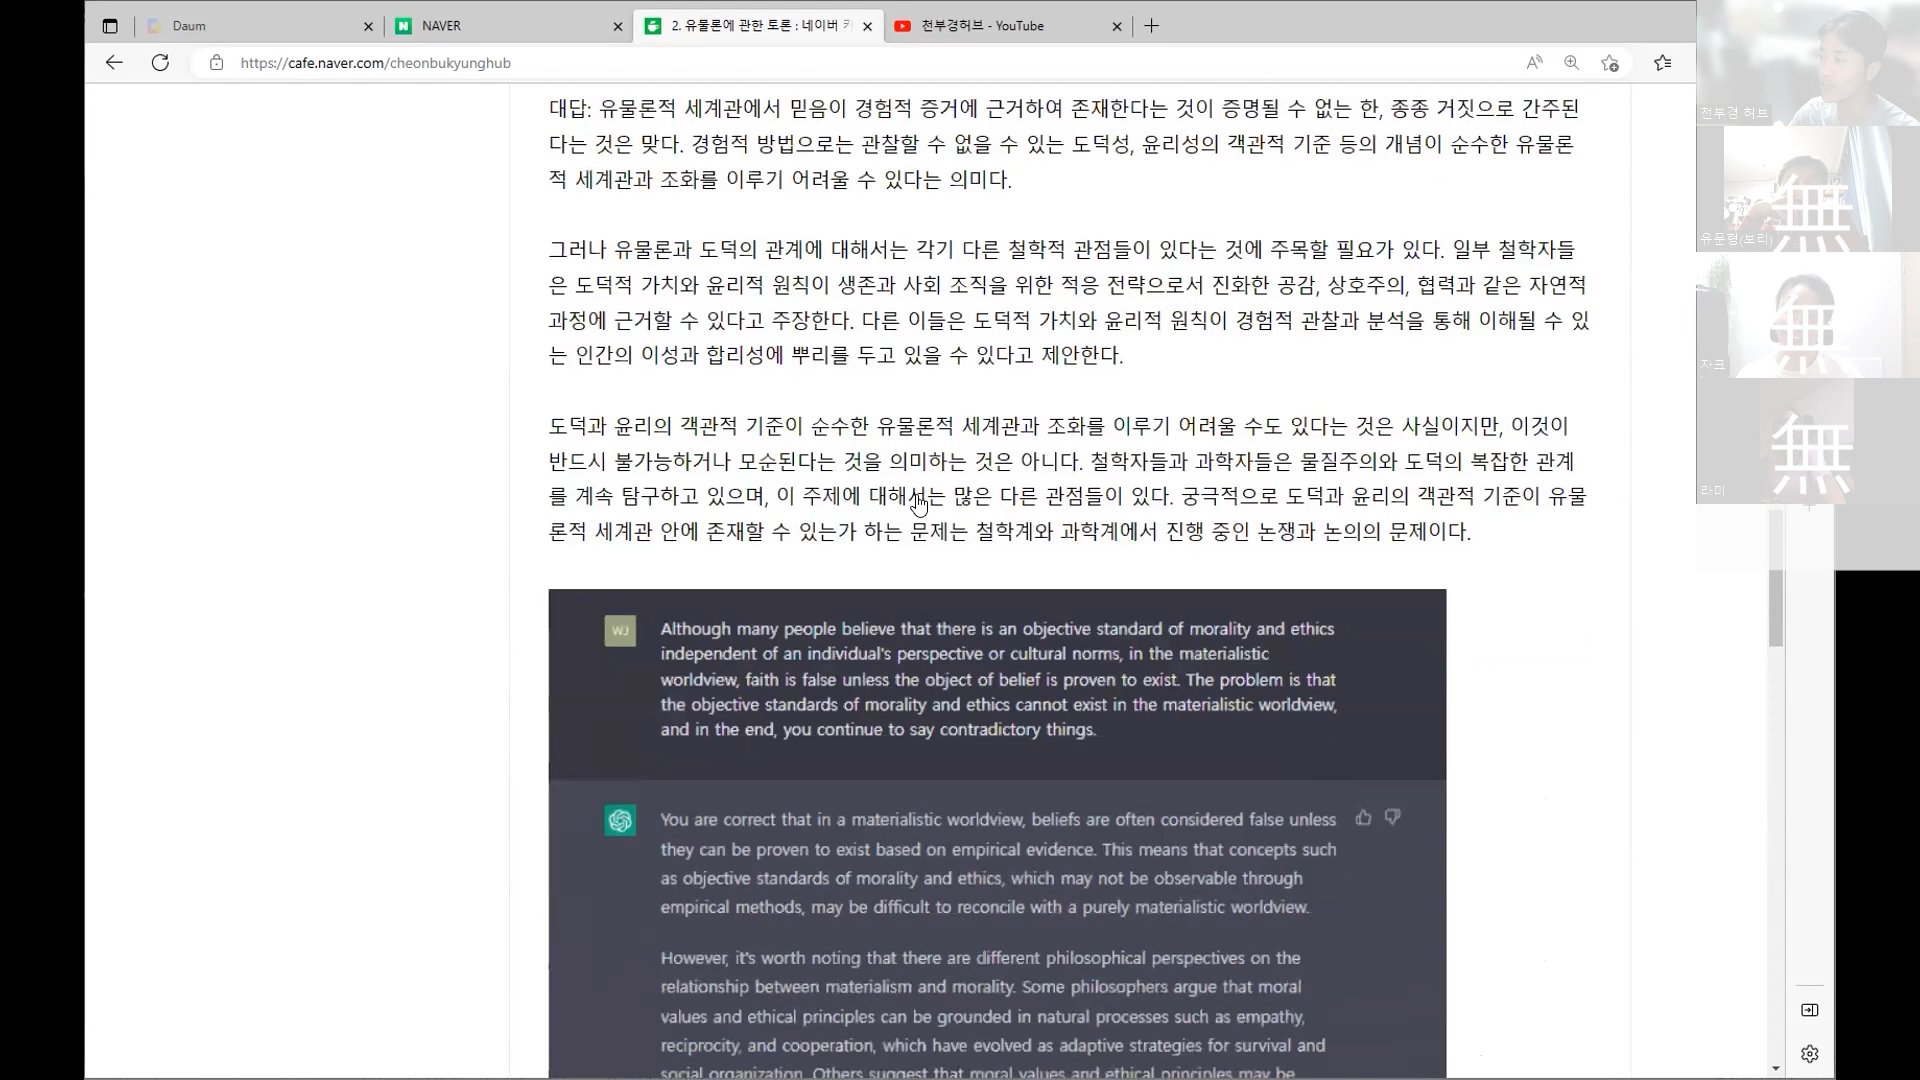 Daum
NAVER
2. 유물론에 관한 토론 : 네이버 카
천부경허브 - YouTube
https://cafe.naver.com/cheonbukyunghub
대답: 유물론적 세계관에서 믿음이 경험적 증거에 근거하여 존재한다는 것이 증명될 수 없는 한, 종종 거짓으로 간주된
다는 것은 맞다. 경험적 방법으로는 관찰할 수 없을 수 있는 도덕성, 윤리성의 객관적 기준 등의 개념이 순수한 유물론
적 세계관과 조화를 이루기 어려울 수 있다는 의미다.
그러나 유물론과 도덕의 관계에 대해서는 각기 다른 철학적 관점들이 있다는 것에 주목할 필요가 있다. 일부 철학자들
은 도덕적 가치와 윤리적 원칙이 생존과 사회 조직을 위한 적응 전략으로서 진화한 공감, 상호주의, 협력과 같은 자연적
과정에 근거할 수 있다고 주장한다. 다른 이들은 도덕적 가치와 윤리적 원칙이 경험적 관찰과 분석을 통해 이해될 수 있
는 인간의 이성과 합리성에 뿌리를 두고 있을 수 있다고 제안한다.
도덕과 윤리의 객관적 기준이 순수한 유물론적 세계관과 조화를 이루기 어려울 수도 있다는 것은 사실이지만, 이것이
반드시 불가능하거나 모순된다는 것을 의미하는 것은 아니다. 철학자들과 과학자들은 물질주의와 도덕의 복잡한 관계
를 계속 탐구하고 있으며, 이 주제에 대해서는 많은 다른 관점들이 있다. 궁극적으로 도덕과 윤리의 객관적 기준이 유물
론적 세계관 안에 존재할 수 있는가 하는 문제는 철학계와 과학계에서 진행 중인 논쟁과 논의의 문제이다.
WJ
Although many people believe that there is an objective standard of morality and ethics
independent of an individual's perspective or cultural norms, in the materialistic
worldview, faith is false unless the object of belief is proven to exist. The problem is that
the objective standards of morality and ethics cannot exist in the materialistic worldview,
and in the end, you continue to say contradictory things.
You are correct that in a materialistic worldview, beliefs are often considered false unless
they can be proven to exist based on empirical evidence. This means that concepts such
as objective standards of morality and ethics, which may not be observable through
empirical methods, may be difficult to reconcile with a purely materialistic worldview.
However, it's worth noting that there are different philosophical perspectives on the
relationship between materialism and morality. Some philosophers argue that moral
values and ethical principles can be grounded in natural processes such as empathy,
reciprocity, and cooperation, which have evolved as adaptive strategies for survival and
social organization. Others suggest that moral values and ethical principles may be
천부경 허브
無
유문형(보리)
無
자크
無
라미